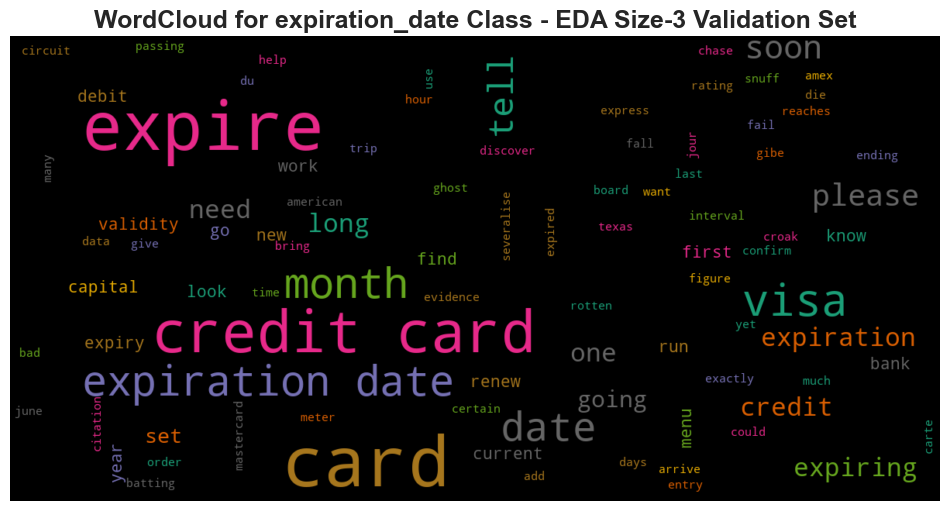 WordCloud for expiration_date Class - EDA Size-3 Validation Set
circuit
passing
help
chase
soon
du
use
tell
rating
snuff
amex
debit
hour
die
expire
express
reaches
fail
trip
discover
fall
jour
gibe
ending
many
work
last
ghost
board
want
please
american
need
severalise
expired
validity
go
long
texas
interval
data
give
new
bring
croak
know
find
first
confirm
capital
look
time
month
evidence
figure
rotten
visa
yet
bad
expiry
credit card
one
run
expiration
bank
expiration date
renew
exactly
much
june
citation
mastercard
meter
certain
going
menu
credit
could
carte
year
set
date
order
batting
card
current
add
days
arrive
entry
expiring